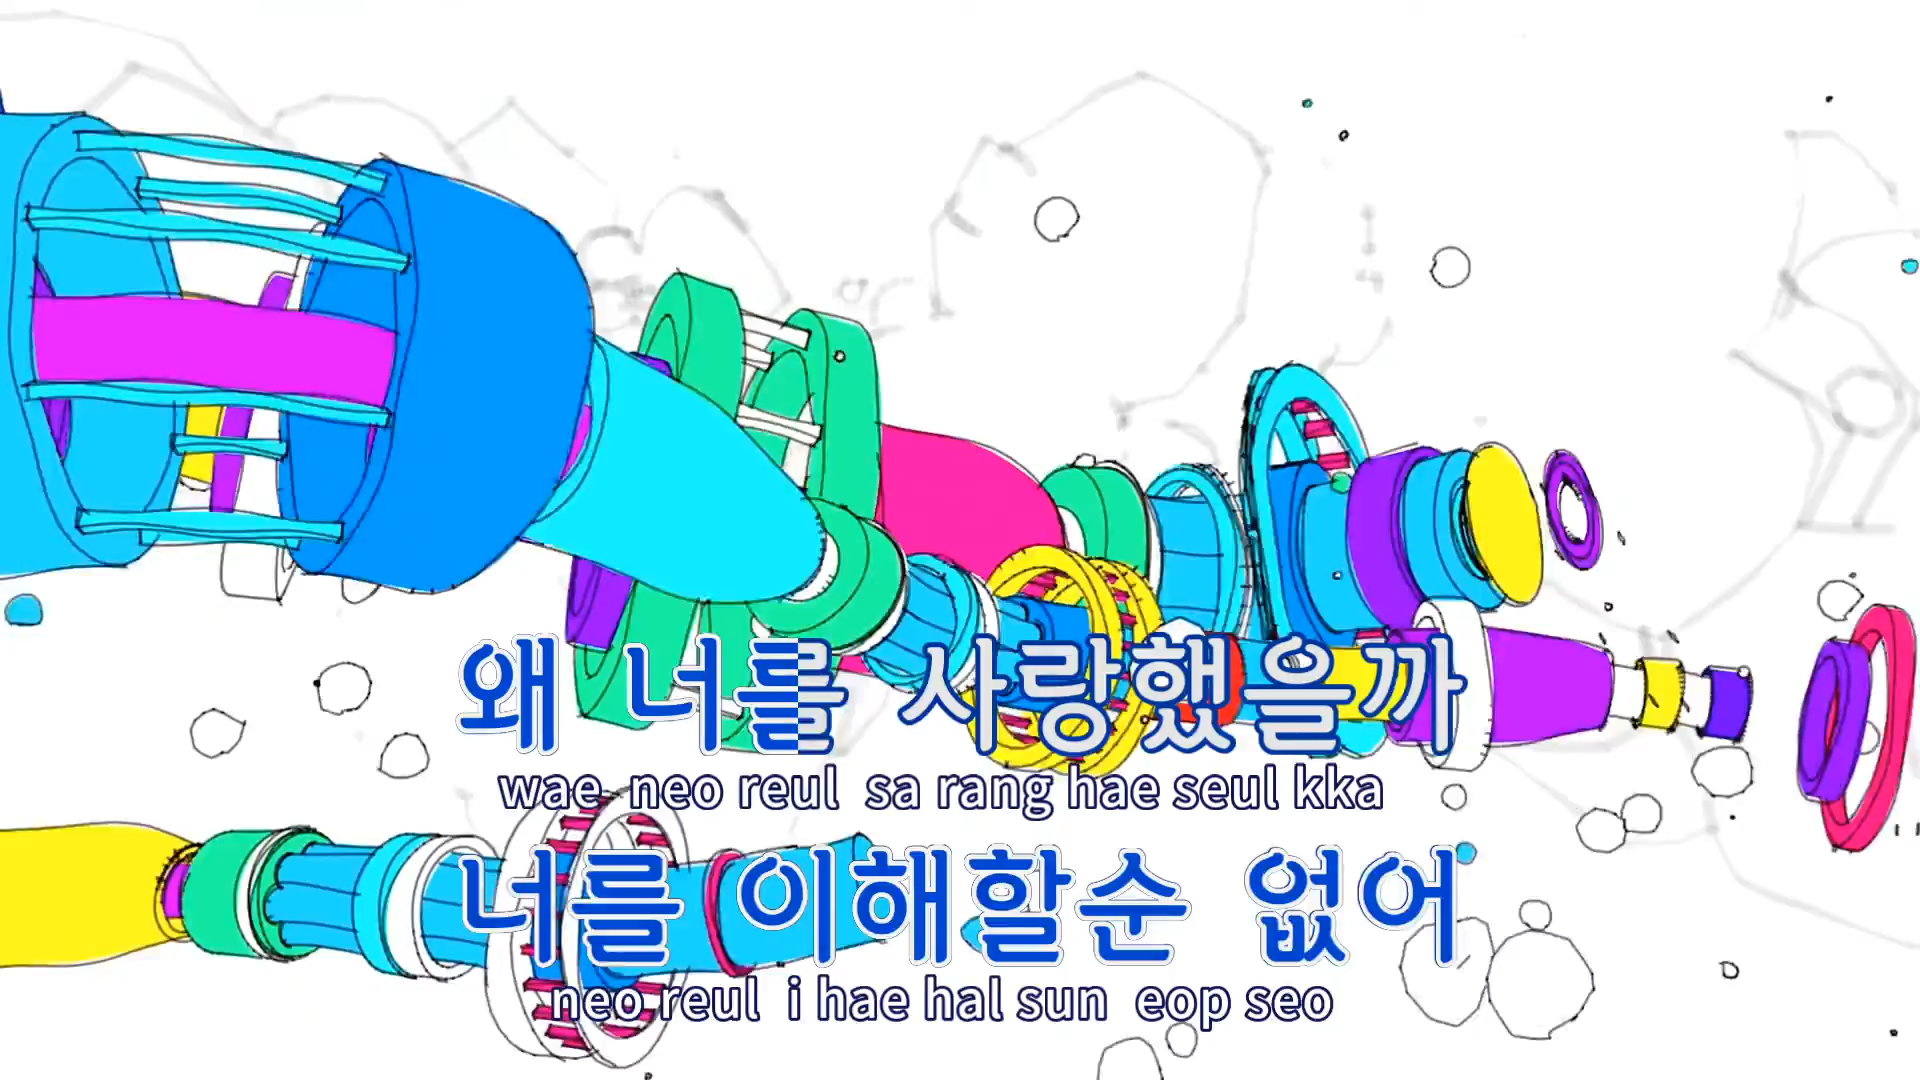 왜 너를 사랑했을까
wae neo reul sa rang hae seul kka
너를 이해할순 없어
neo reul i hae hal sun eop seo